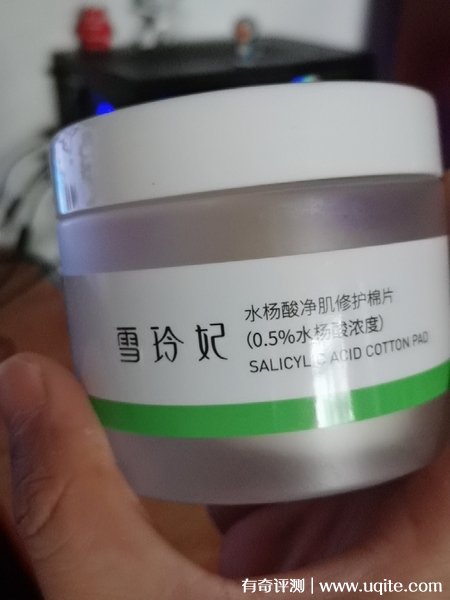 雪玲妃
水杨酸净肌修护棉片
(0.5%水杨酸浓度)
SALICYLIC ACID COTTON PAD
有奇评测 | www.uqite.com